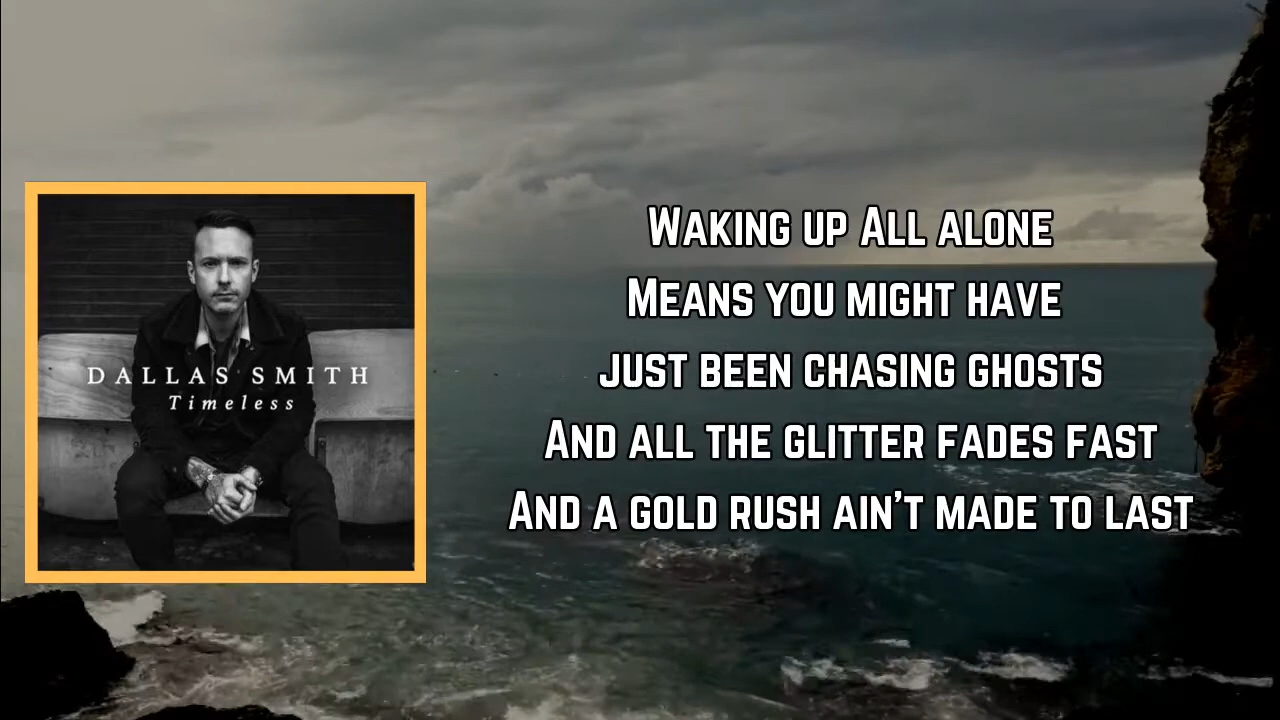 DALLAS SMITH
Timeless
WAKING UP ALL ALONE
MEANS YOU MIGHT HAVE
JUST BEEN CHASING GHOSTS
AND ALL THE GLITTER FADES FAST
AND A GOLD RUSH AIN'T MADE TO LAST